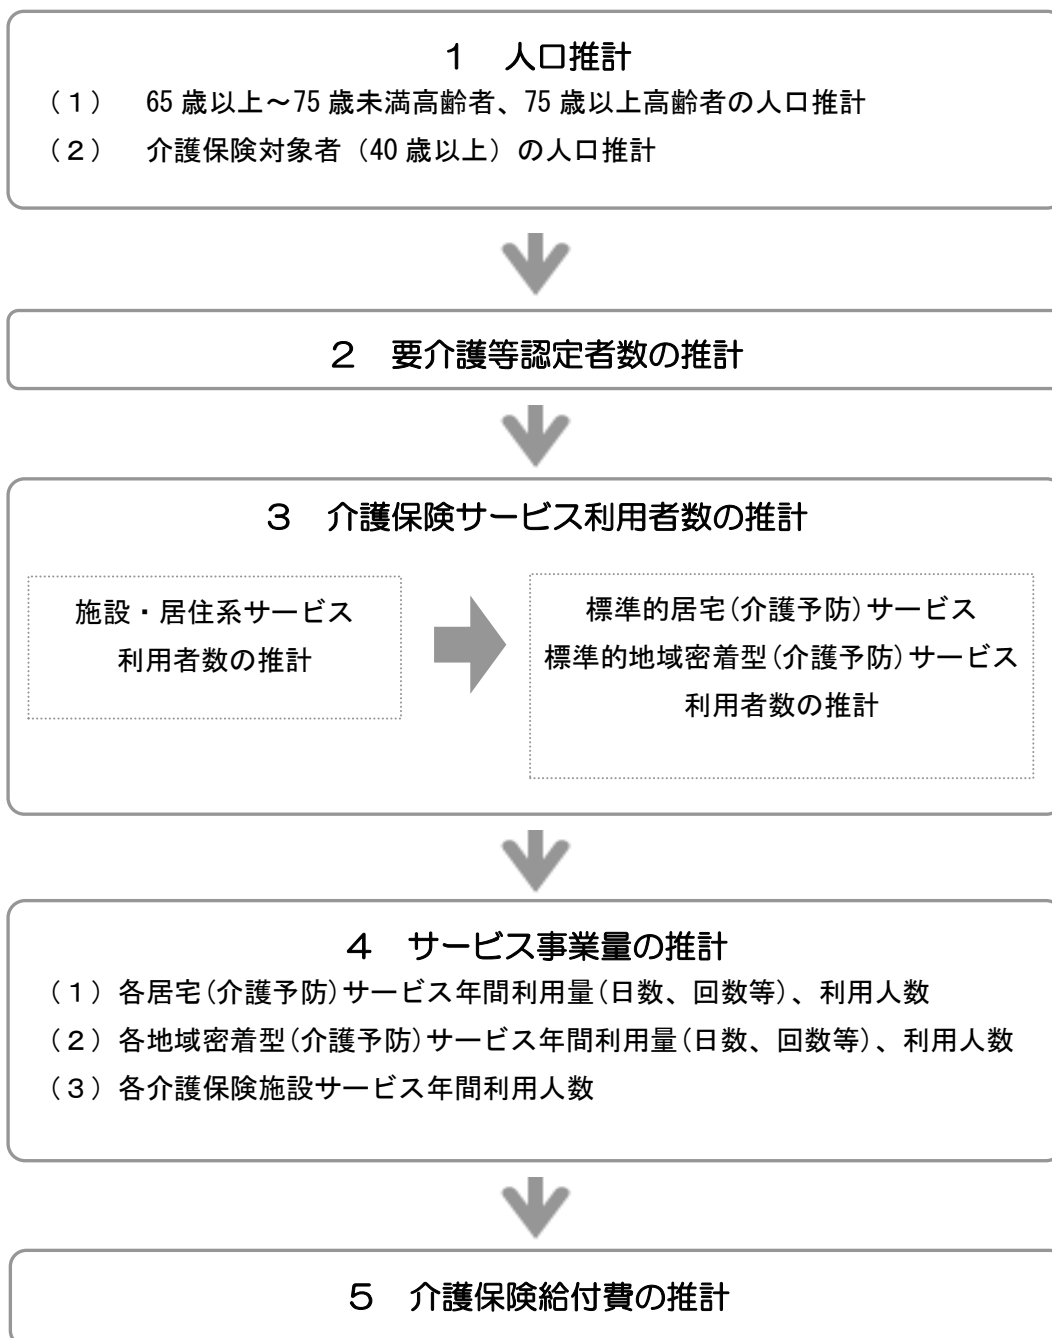 １　人口推計
（１）　65 歳以上～75 歳未満高齢者、75 歳以上高齢者の人口推計
（２）　介護保険対象者（40 歳以上）の人口推計
２　要介護等認定者数の推計
３　介護保険サービス利用者数の推計
施設・居住系サービス
利用者数の推計
標準的居宅(介護予防)サービス
標準的地域密着型(介護予防)サービス
利用者数の推計
４　サービス事業量の推計
（１）各居宅(介護予防)サービス年間利用量(日数、回数等)、利用人数
（２）各地域密着型(介護予防)サービス年間利用量(日数、回数等)、利用人数
（３）各介護保険施設サービス年間利用人数
５　介護保険給付費の推計